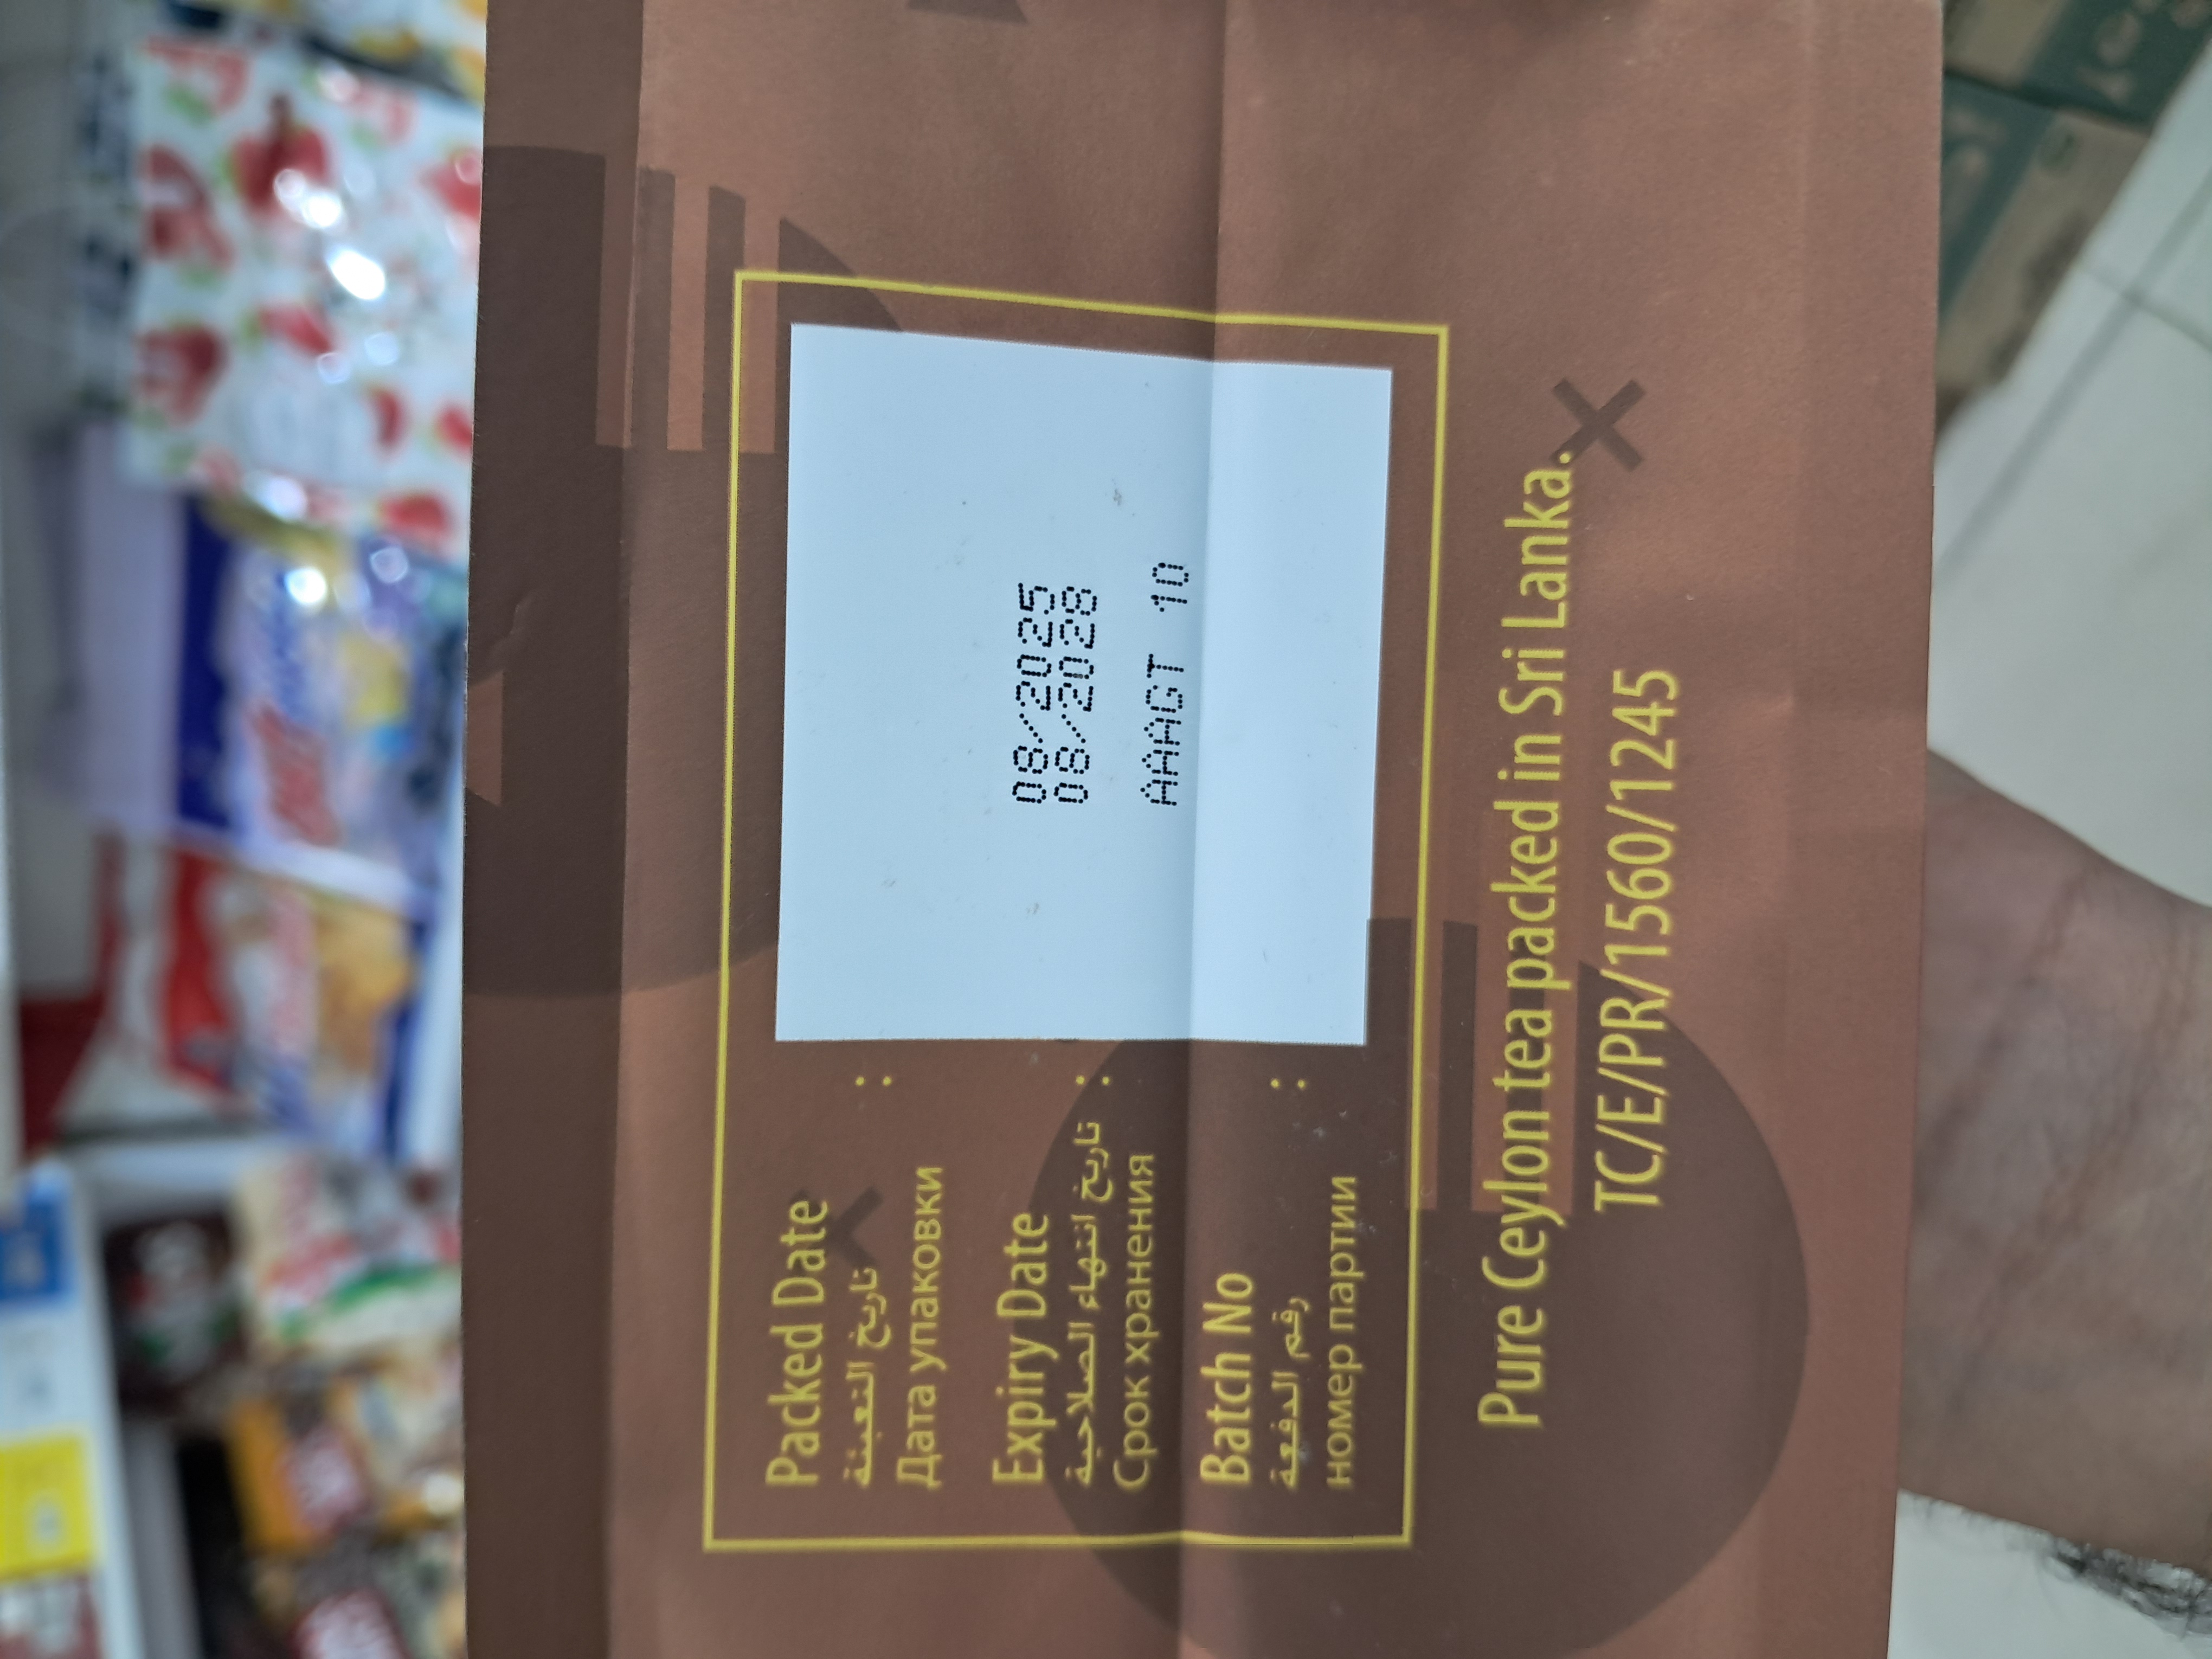 Packed Date
تاريخ التعبئة :
Дата упаковки
Expiry Date
تاريخ انتهاء الصلاحية :
Срок хранения
Batch No
رقم الدفعة :
номер партии
08/2025
08/2028
AAAGT 10
Pure Ceylon tea packed in Sri Lanka.
TC/E/PR/1560/1245